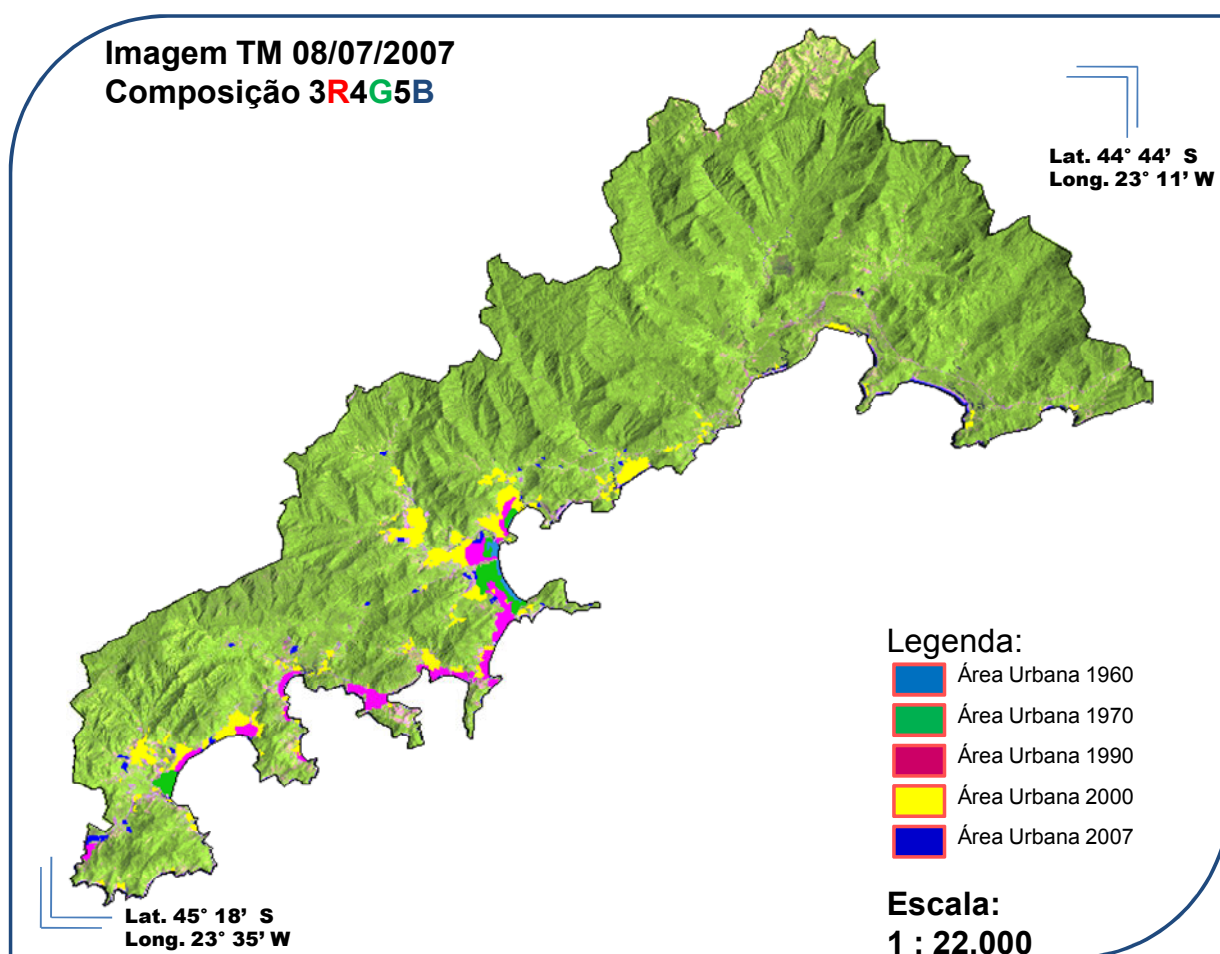 Imagem TM 08/07/2007
Composição 3R4G5B
Lat. 44° 44’ S
Long. 23° 11’ W
Legenda:
Área Urbana 1960
Área Urbana 1970
Área Urbana 1990
Área Urbana 2000
Área Urbana 2007
Escala:
1 : 22.000
Lat. 45° 18’ S
Long. 23° 35’ W